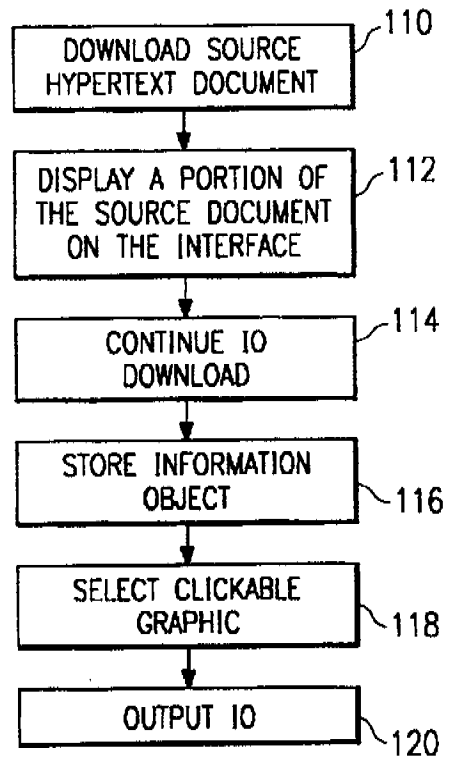 DOWNLOAD SOURCE
HYPERTEXT DOCUMENT
110
DISPLAY A PORTION OF
THE SOURCE DOCUMENT
ON THE INTERFACE
112
CONTINUE IO
DOWNLOAD
114
STORE INFORMATION
OBJECT
116
SELECT CLICKABLE
GRAPHIC
118
OUTPUT IO
120